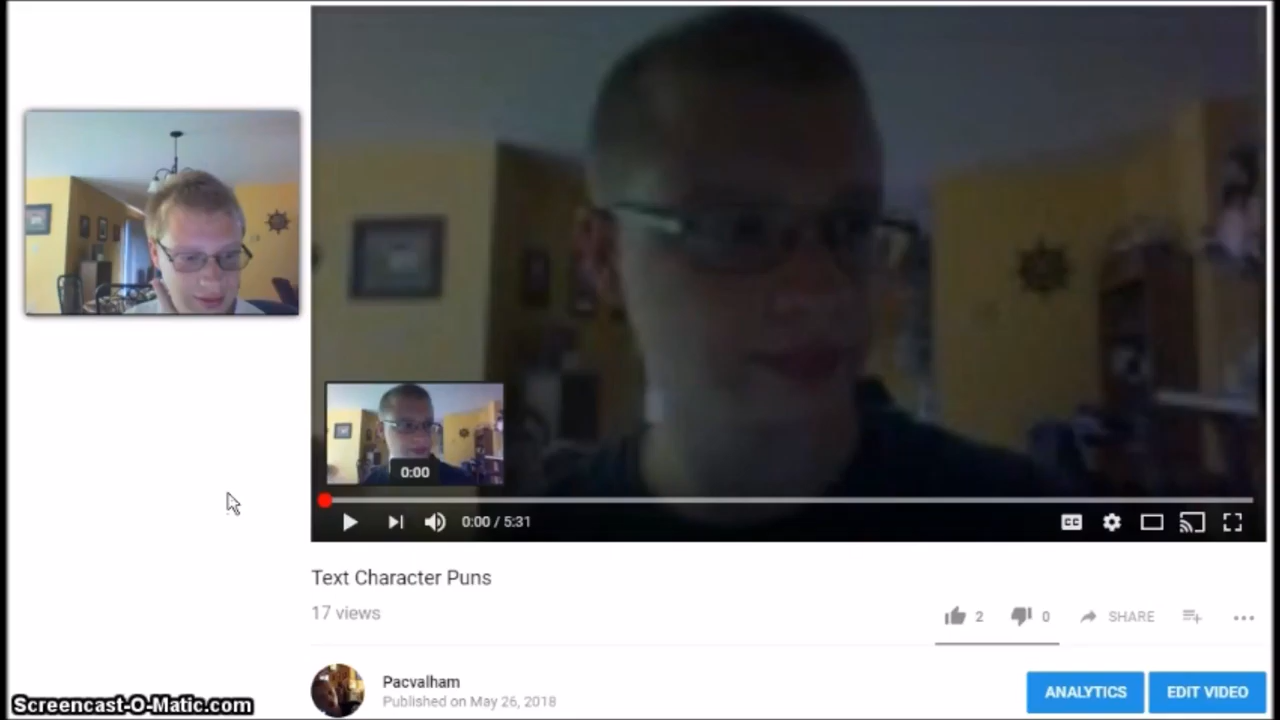 0:00
0:00 / 5:31
CC
Text Character Puns
17 views
2
0
SHARE
Pacvalham
Published on May 26, 2018
ANALYTICS
EDIT VIDEO
Screencast-O-Matic.com